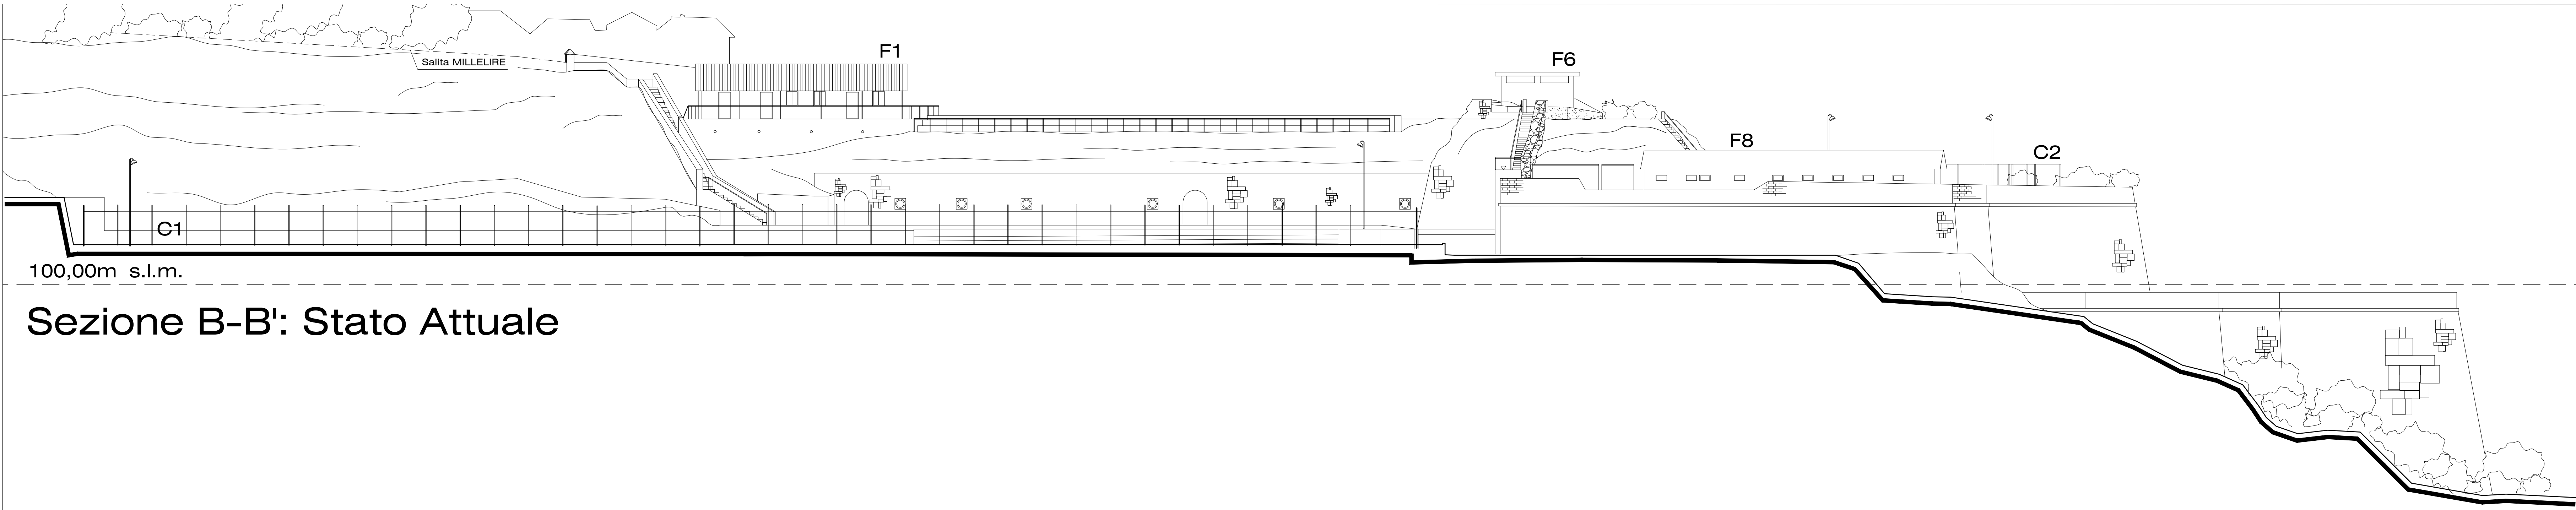 F1
F6
Salita MILLELIRE
F8
C2
C1
100,00m s.l.m.
Sezione B-B': Stato Attuale